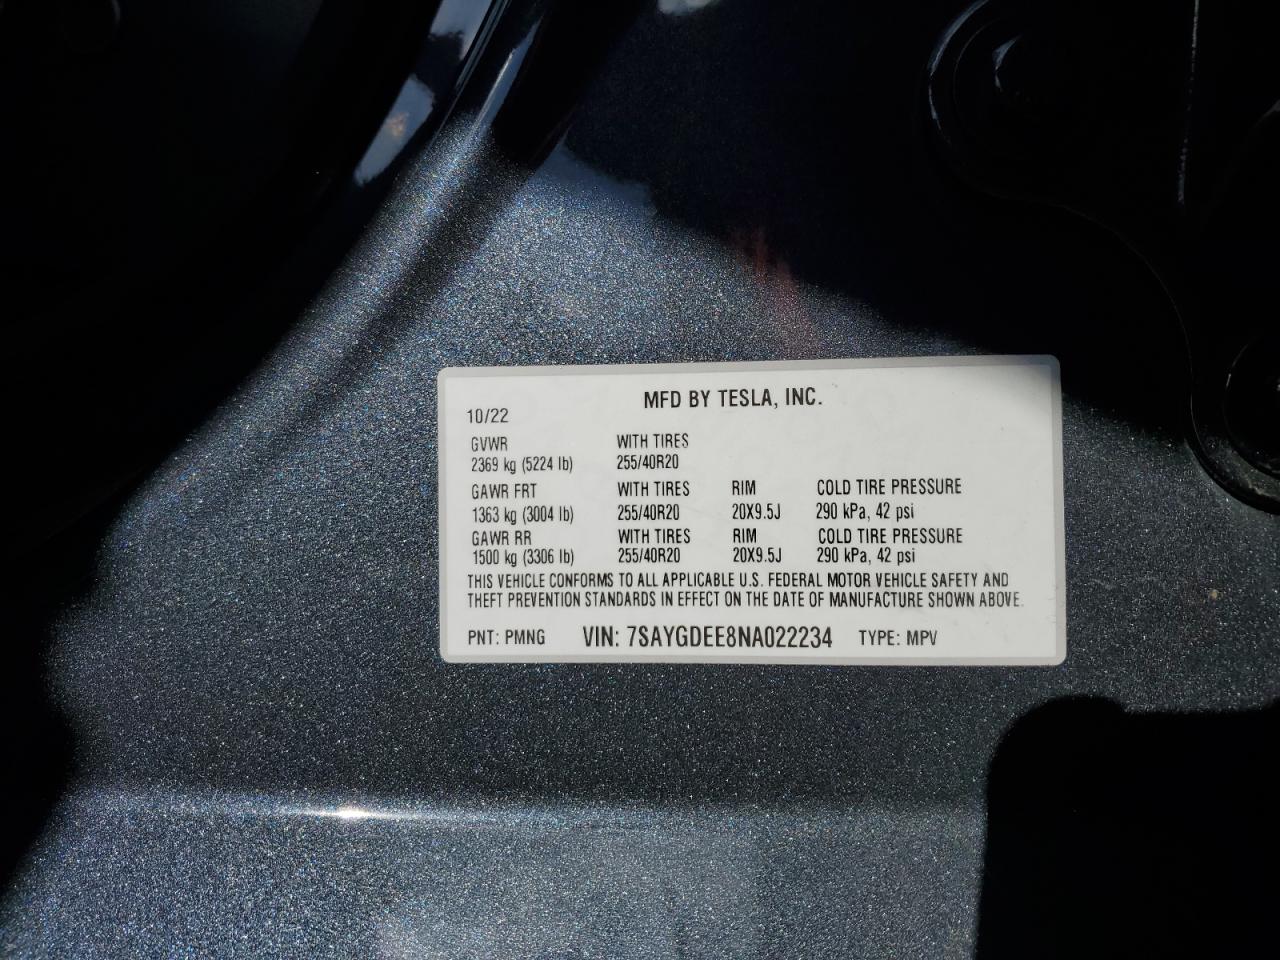 MFD BY TESLA, INC.
10/22
GVWR WITH TIRES
2369 kg (5224 lb) 255/40R20
GAWR FRT WITH TIRES RIM COLD TIRE PRESSURE
1363 kg (3004 lb) 255/40R20 20X9.5J 290 kPa, 42 psi
GAWR RR WITH TIRES RIM COLD TIRE PRESSURE
1500 kg (3306 lb) 255/40R20 20X9.5J 290 kPa, 42 psi
THIS VEHICLE CONFORMS TO ALL APPLICABLE U.S. FEDERAL MOTOR VEHICLE SAFETY AND
THEFT PREVENTION STANDARDS IN EFFECT ON THE DATE OF MANUFACTURE SHOWN ABOVE.
PNT: PMNG VIN: 7SAYGDEE8NA022234 TYPE: MPV